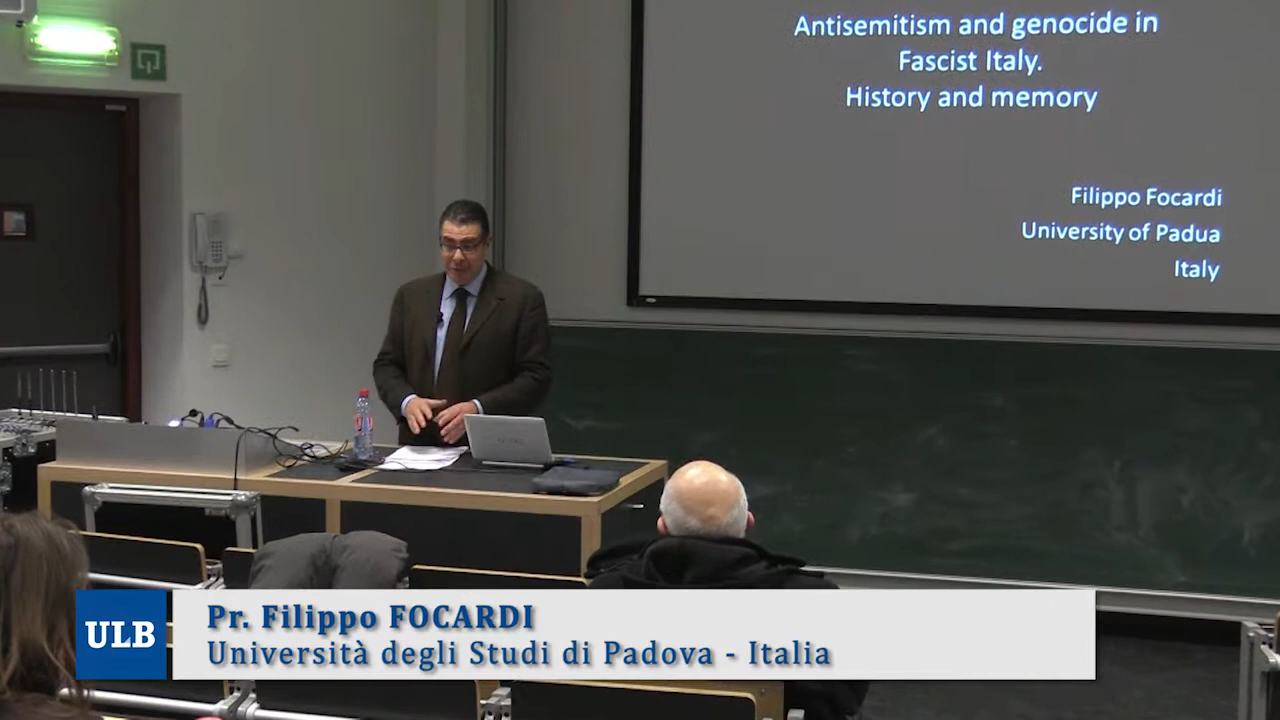 Antisemitism and genocide in
Fascist Italy.
History and memory
Filippo Focardi
University of Padua
Italy
ULB
Pr. Filippo FOCARDI
Università degli Studi di Padova - Italia